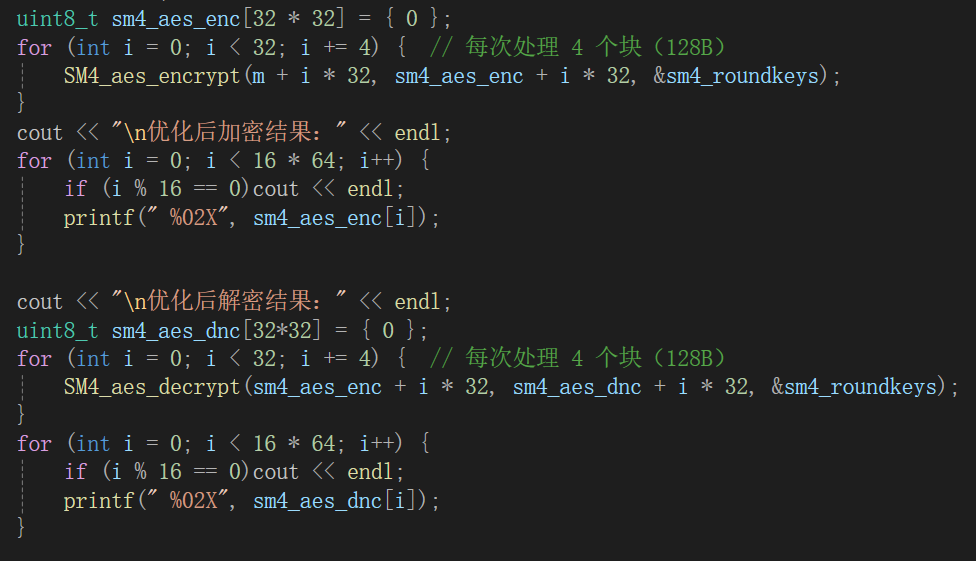 uint8_t sm4_aes_enc[32 * 32] = { 0 };
for (int i = 0; i < 32; i += 4) {  // 每次处理 4 个块（128B）
    SM4_aes_encrypt(m + i * 32, sm4_aes_enc + i * 32, &sm4_roundkeys);
}
cout << "\n优化后加密结果：" << endl;
for (int i = 0; i < 16 * 64; i++) {
    if (i % 16 == 0)cout << endl;
    printf(" %02X", sm4_aes_enc[i]);
}
cout << "\n优化后解密结果：" << endl;
uint8_t sm4_aes_dnc[32*32] = { 0 };
for (int i = 0; i < 32; i += 4) {  // 每次处理 4 个块（128B）
    SM4_aes_decrypt(sm4_aes_enc + i * 32, sm4_aes_dnc + i * 32, &sm4_roundkeys);
}
for (int i = 0; i < 16 * 64; i++) {
    if (i % 16 == 0)cout << endl;
    printf(" %02X", sm4_aes_dnc[i]);
}